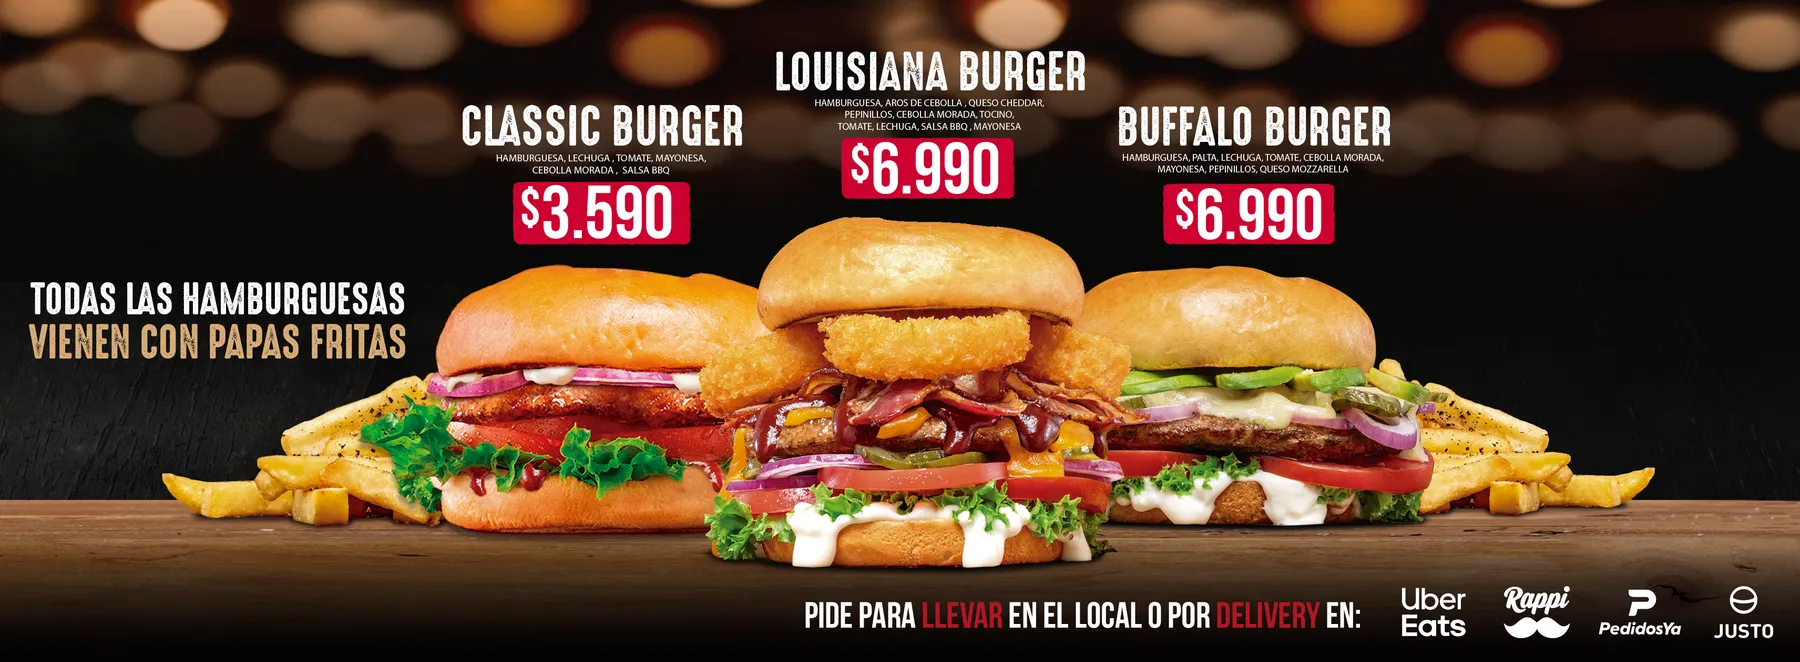 LOUISIANA BURGER
HAMBURGUESA, AROS DE CEBOLLA , QUESO CHEDDAR,
PEPINILLOS, CEBOLLA MORADA, TOCINO,
TOMATE, LECHUGA, SALSA BBQ , MAYONESA
$6.990
CLASSIC BURGER
HAMBURGUESA, LECHUGA , TOMATE, MAYONESA,
CEBOLLA MORADA , SALSA BBQ
$3.590
BUFFALO BURGER
HAMBURGUESA, PALTA, LECHUGA, TOMATE, CEBOLLA MORADA,
MAYONESA, PEPINILLOS, QUESO MOZZARELLA
$6.990
TODAS LAS HAMBURGUESAS
VIENEN CON PAPAS FRITAS
PIDE PARA LLEVAR EN EL LOCAL O POR DELIVERY EN:
Uber
Eats
Rappi
PedidosYa
JUSTO